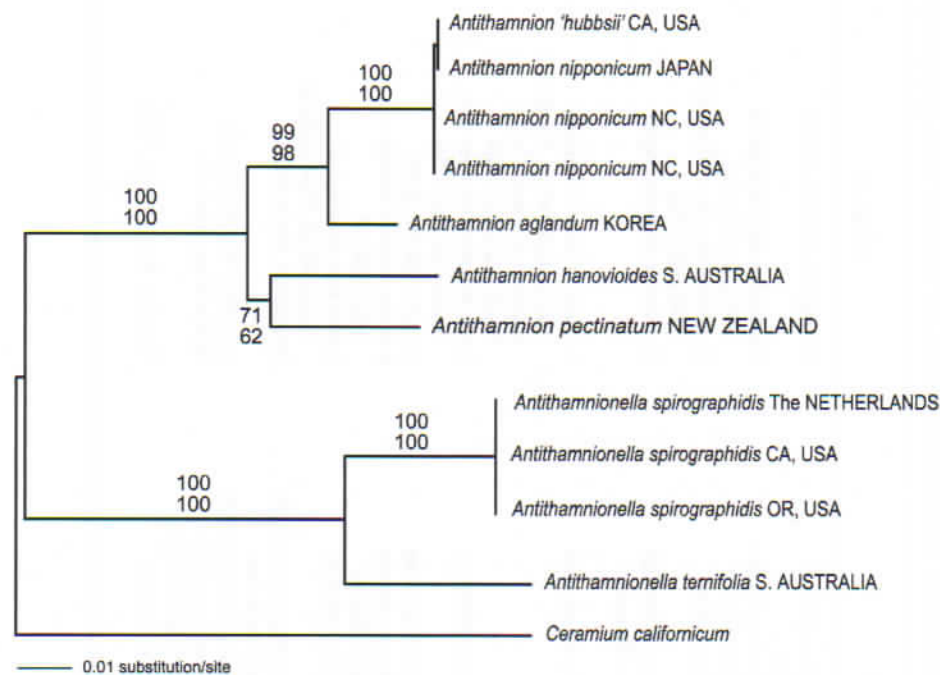 Antithamnion 'hubbsii' CA, USA
Antithamnion nipponicum JAPAN
100
100
Antithamnion nipponicum NC, USA
99
98
Antithamnion nipponicum NC, USA
100
100
Antithamnion aglandum KOREA
Antithamnion hanovioides S. AUSTRALIA
71
62
Antithamnion pectinatum NEW ZEALAND
Antithamnionella spirographidis The NETHERLANDS
100
100
Antithamnionella spirographidis CA, USA
100
100
Antithamnionella spirographidis OR, USA
Antithamnionella ternifolia S. AUSTRALIA
Ceramium californicum
0.01 substitution/site